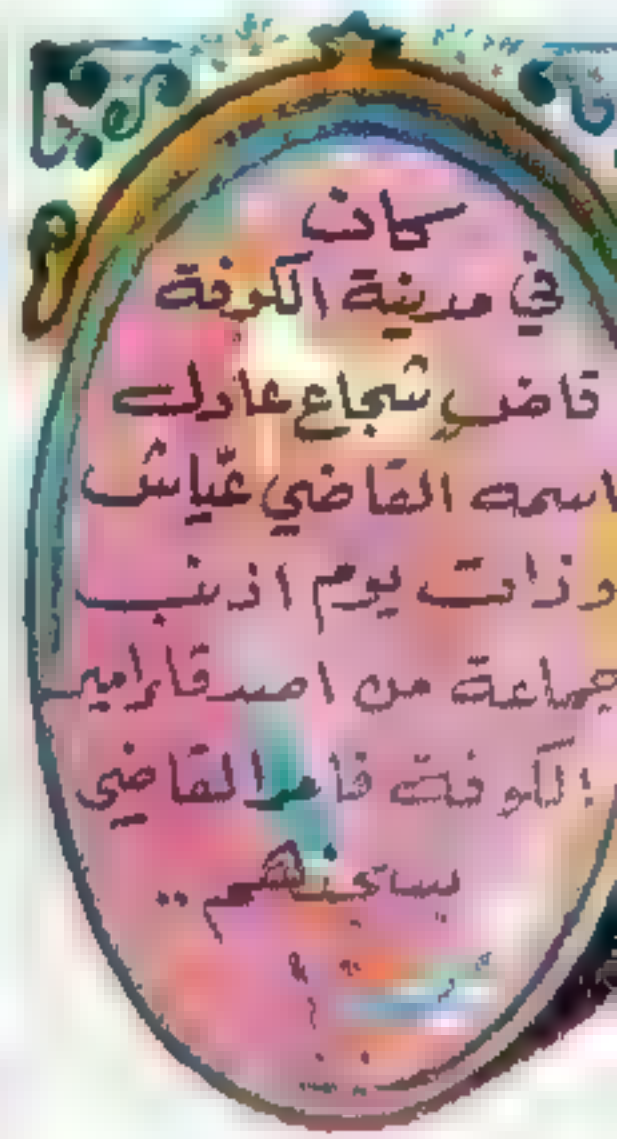 كان
في مدينة الكوفة
قاضٍ شجاع عادل
اسمه القاضي عيّاش
وذات يوم اذنب
جماعة من اصدقاء امير
الكوفة فأمر القاضي
بسجنهم ..